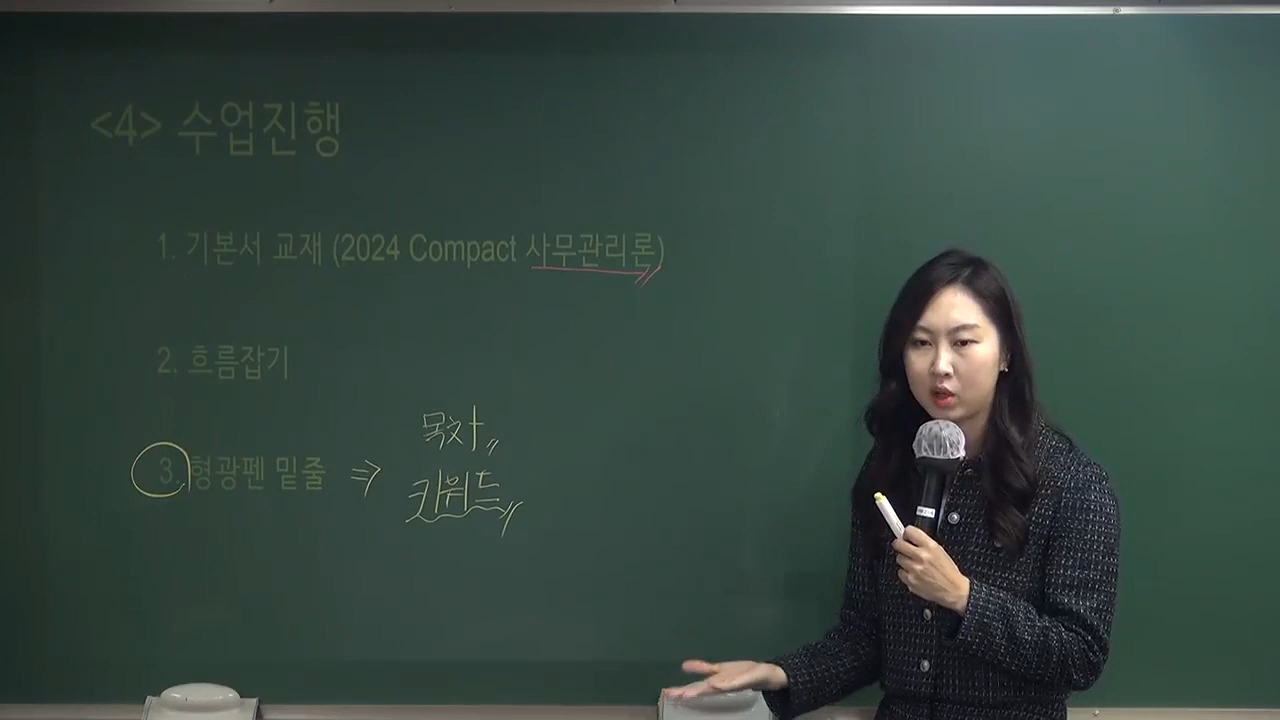 <4> 수업진행
1. 기본서 교재 (2024 Compact 사무관리론)
2. 흐름잡기
목차
3. 형광펜 밑줄 ⇒
키워드